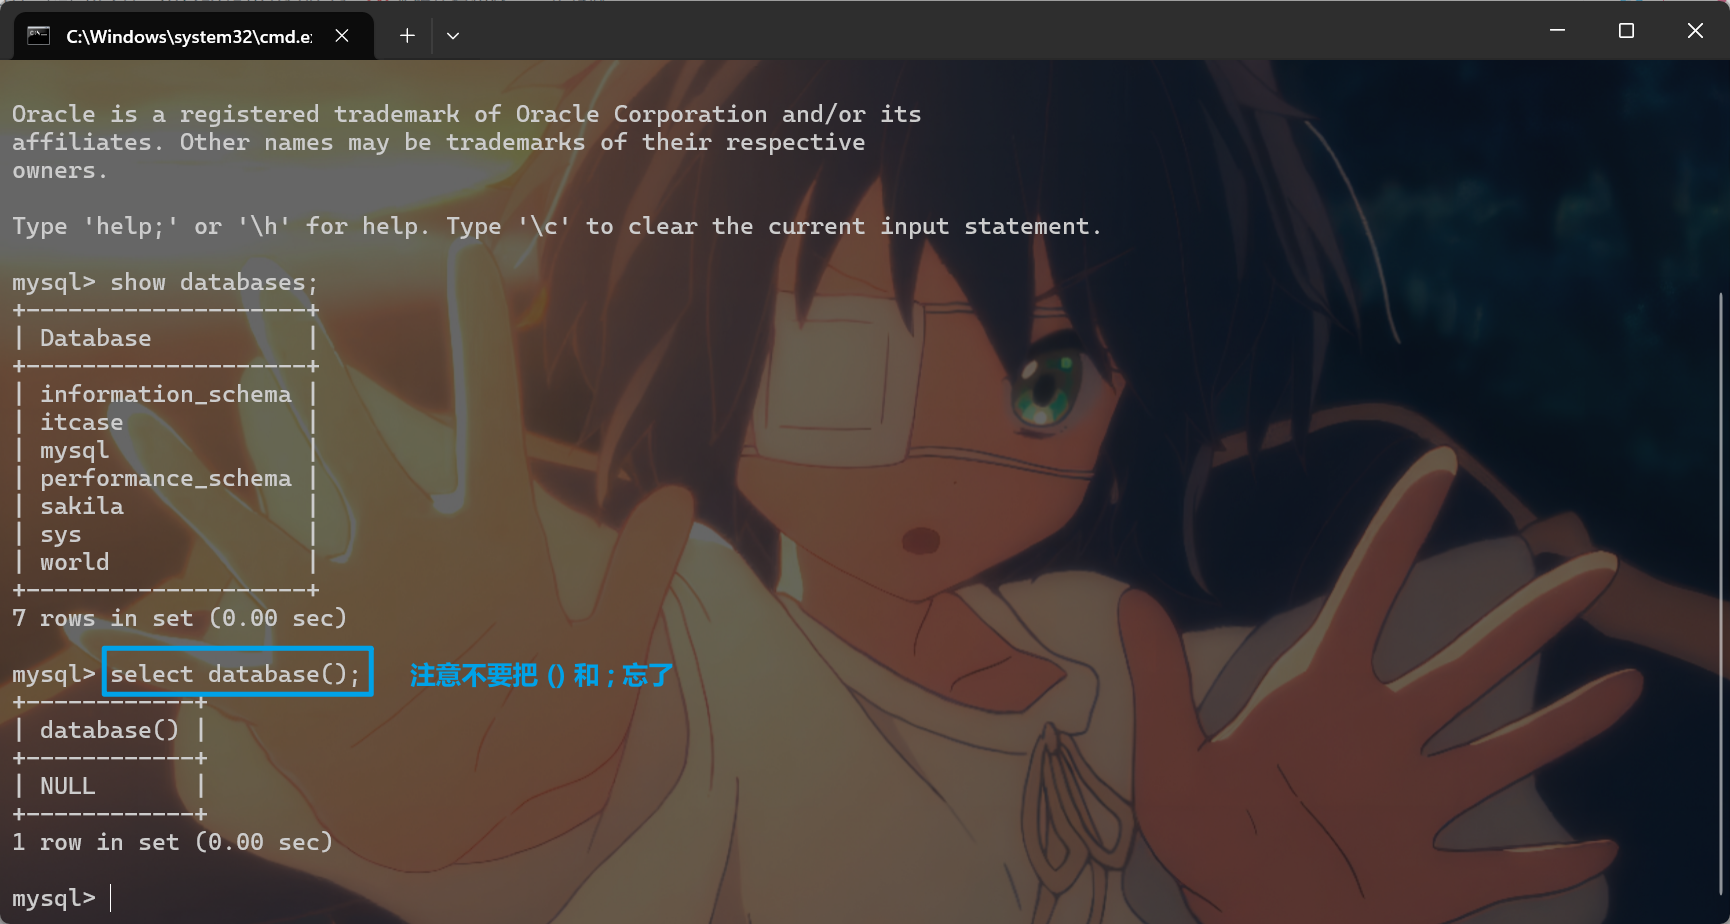 C:\Windows\system32\cmd.e
Oracle is a registered trademark of Oracle Corporation and/or its
affiliates. Other names may be trademarks of their respective
owners.
Type 'help;' or '\h' for help. Type '\c' to clear the current input statement.
mysql> show databases;
+--------------------+
| Database           |
+--------------------+
| information_schema |
| itcase             |
| mysql              |
| performance_schema |
| sakila             |
| sys                |
| world              |
+--------------------+
7 rows in set (0.00 sec)
mysql> select database(); 注意不要把 () 和 ; 忘了
+------------+
| database() |
+------------+
| NULL       |
+------------+
1 row in set (0.00 sec)
mysql>